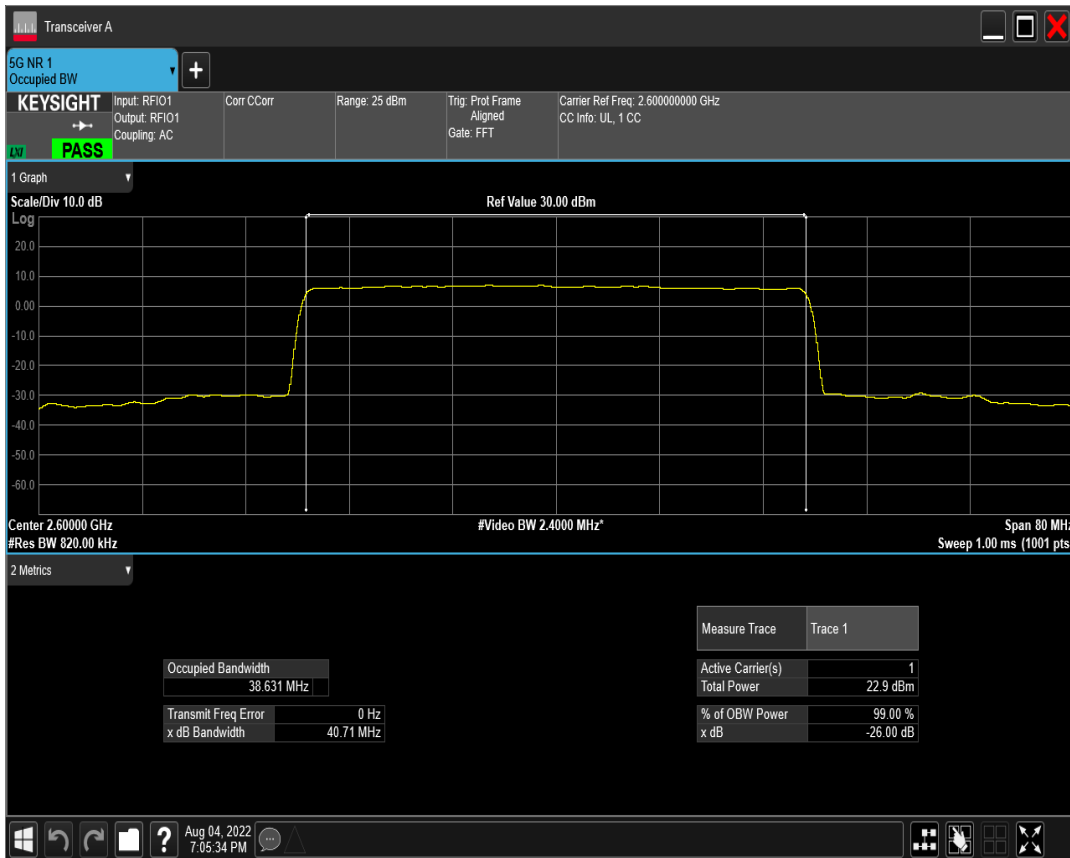 Transceiver A
5G NR 1
Occupied BW
+
KEYSIGHT
LXI
PASS
Input: RFIO1
Output: RFIO1
Coupling: AC
Corr CCorr
Range: 25 dBm
Trig: Prot Frame
Aligned
Gate: FFT
Carrier Ref Freq: 2.600000000 GHz
CC Info: UL, 1 CC
1 Graph
Scale/Div 10.0 dB
Ref Value 30.00 dBm
Log
20.0
10.0
0.00
-10.0
-20.0
-30.0
-40.0
-50.0
-60.0
Center 2.60000 GHz
#Video BW 2.4000 MHz*
Span 80 MHz
#Res BW 820.00 kHz
Sweep 1.00 ms (1001 pts
2 Metrics
Measure Trace Trace 1
Occupied Bandwidth
38.631 MHz
Active Carrier(s) 1
Total Power 22.9 dBm
Transmit Freq Error 0 Hz
x dB Bandwidth 40.71 MHz
% of OBW Power 99.00 %
x dB -26.00 dB
?
Aug 04, 2022
7:05:34 PM